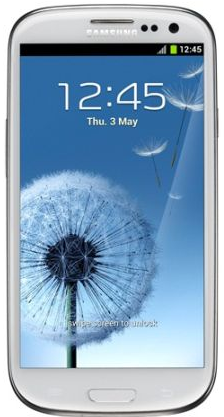 SAMSUNG
12:45
12:45
Thu. 3 May
swipe screen to unlock